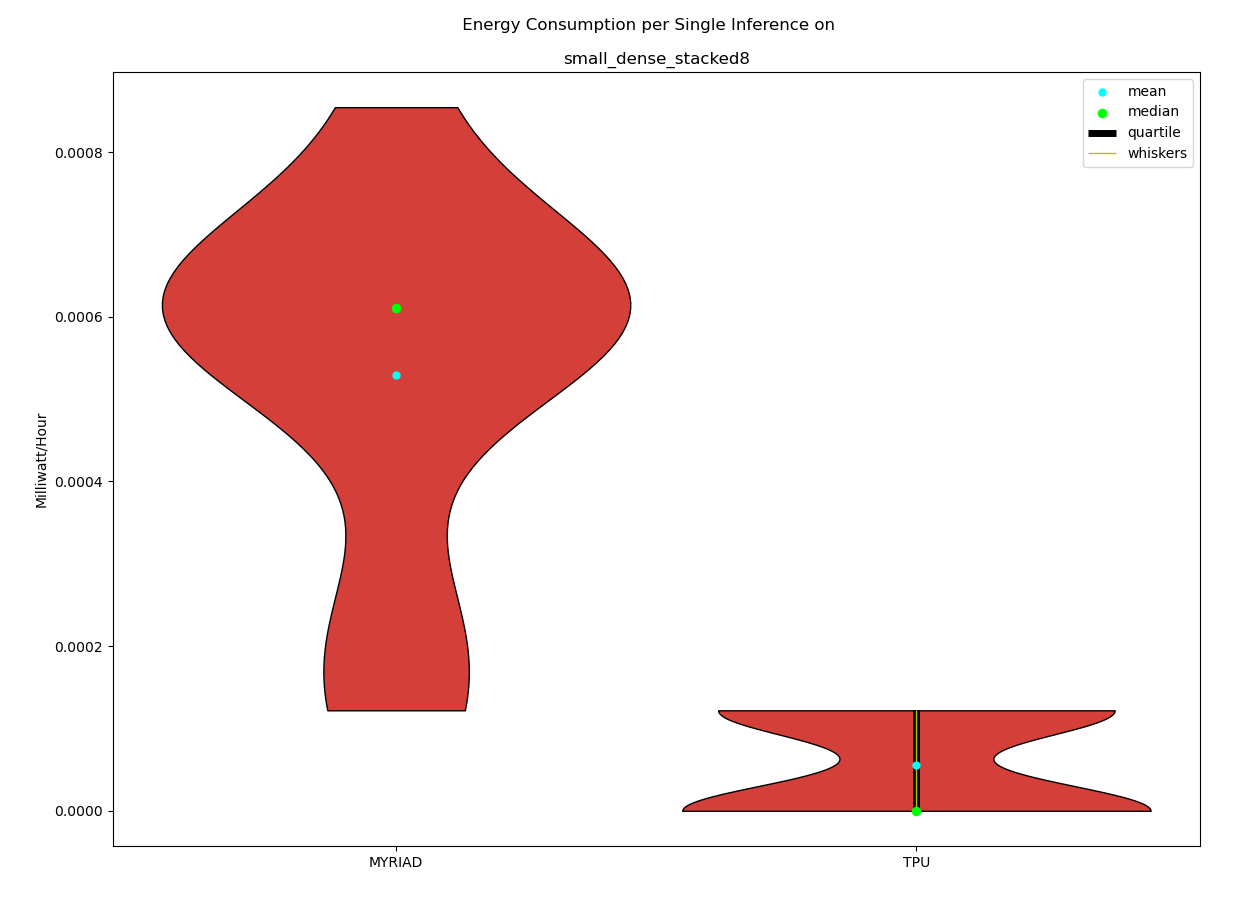 Energy Consumption per Single Inference on
small_dense_stacked8
mean
median
quartile
whiskers
Milliwatt/Hour
0.0008
0.0006
0.0004
0.0002
0.0000
MYRIAD
TPU